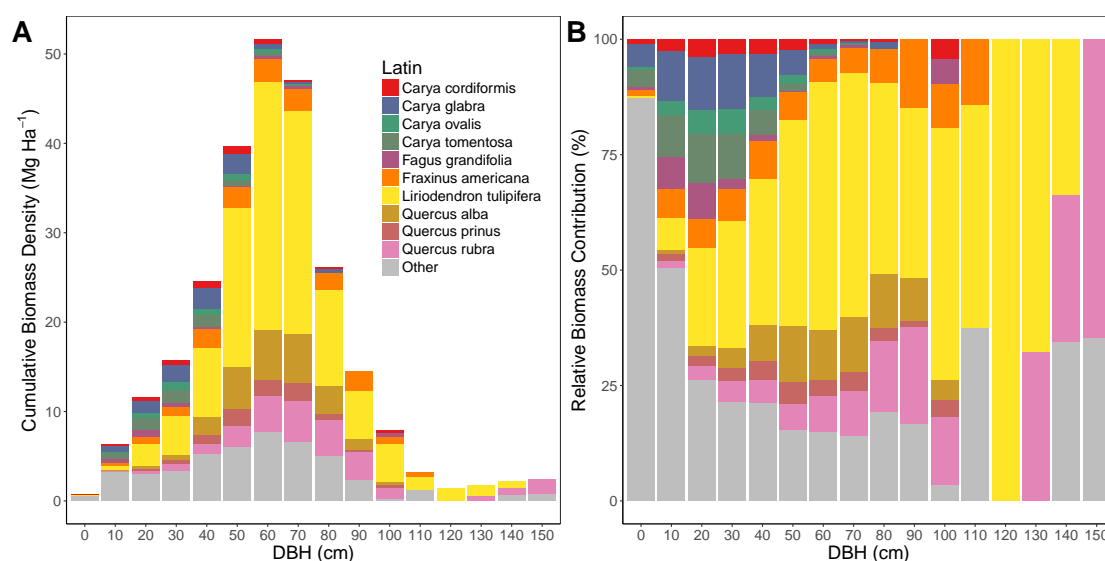 A
Cumulative Biomass Density (Mg Ha⁻¹)
50
40
30
20
10
0
0 10 20 30 40 50 60 70 80 90 100 110 120 130 140 150
DBH (cm)
Latin
Carya cordiformis
Carya glabra
Carya ovalis
Carya tomentosa
Fagus grandifolia
Fraxinus americana
Liriodendron tulipifera
Quercus alba
Quercus prinus
Quercus rubra
Other
B
Relative Biomass Contribution (%)
100
75
50
25
0
0 10 20 30 40 50 60 70 80 90 100 110 120 130 140 150
DBH (cm)